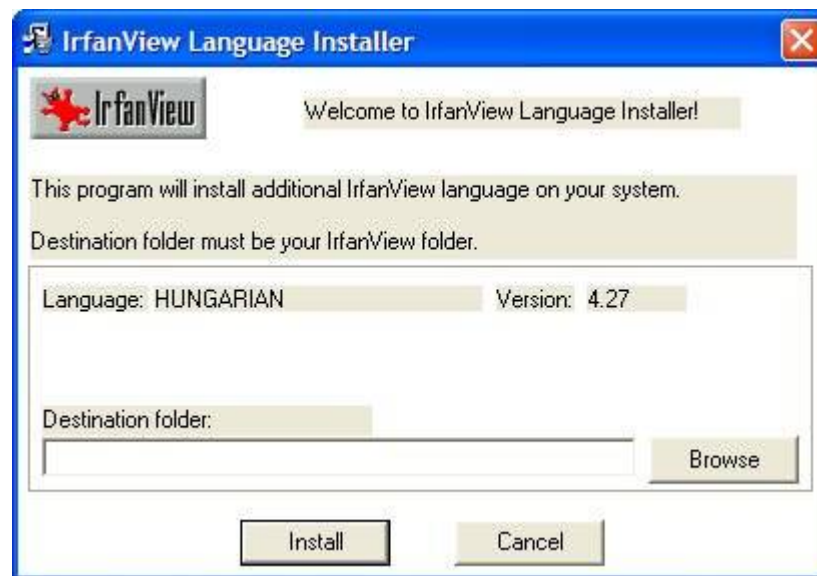 IrfanView Language Installer
IrfanView
Welcome to IrfanView Language Installer!
This program will install additional IrfanView language on your system.
Destination folder must be your IrfanView folder.
Language: HUNGARIAN Version: 4.27
Destination folder:
Browse
Install Cancel